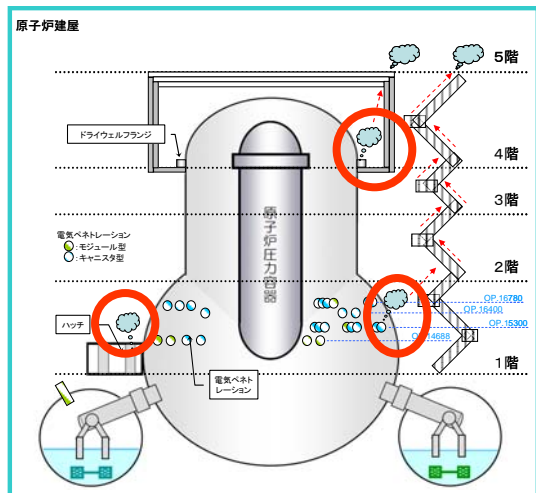 原子炉建屋
5階
ドライウェルフランジ
4階
3階
電気ペネトレーション
:モジュール型
:キャニスタ型
原子炉圧力容器
2階
OP.16780
OP.16400
OP.15300
OP.14688
ハッチ
1階
電気ペネト
レーション